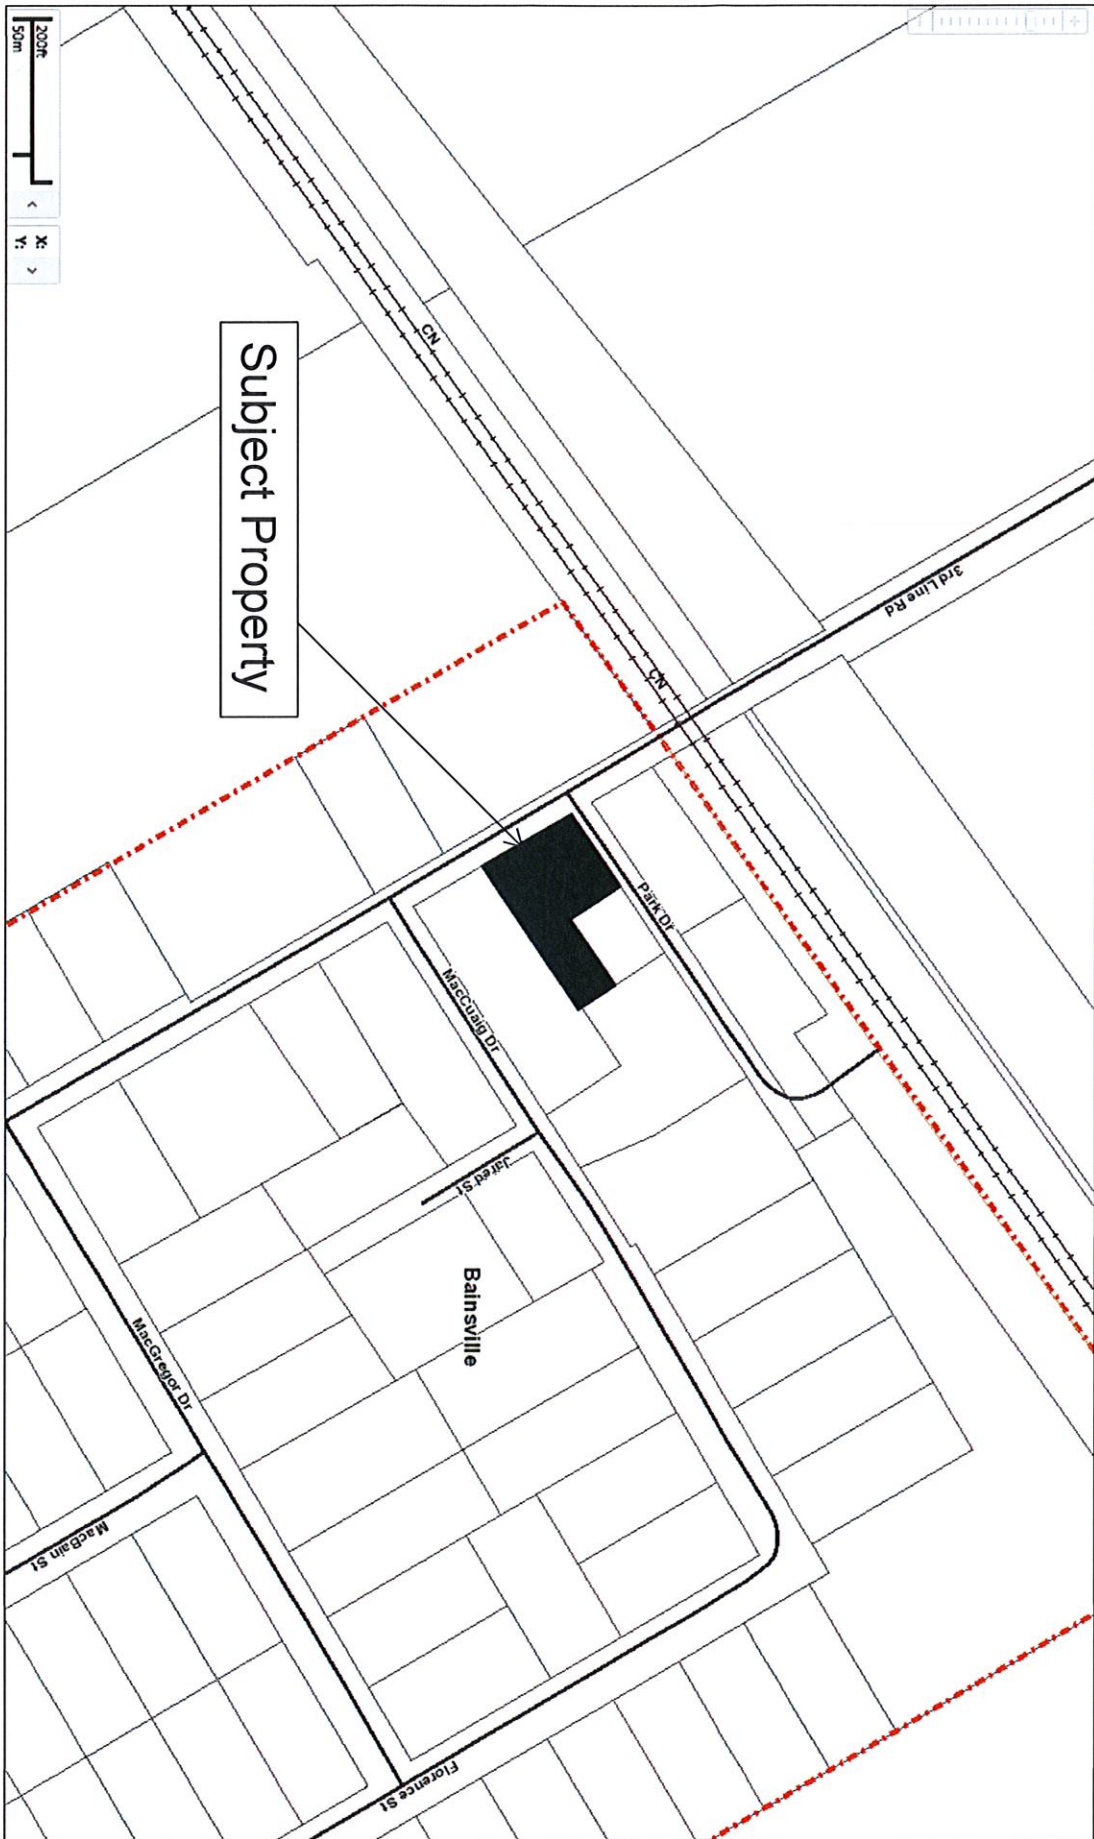 CN
3rd Line Rd
CN
Park Dr
Subject Property
MacCuaig Dr
Jared St
Bainsville
MacGregor Dr
MacBain St
Florence St
200ft
50m
X:
Y: